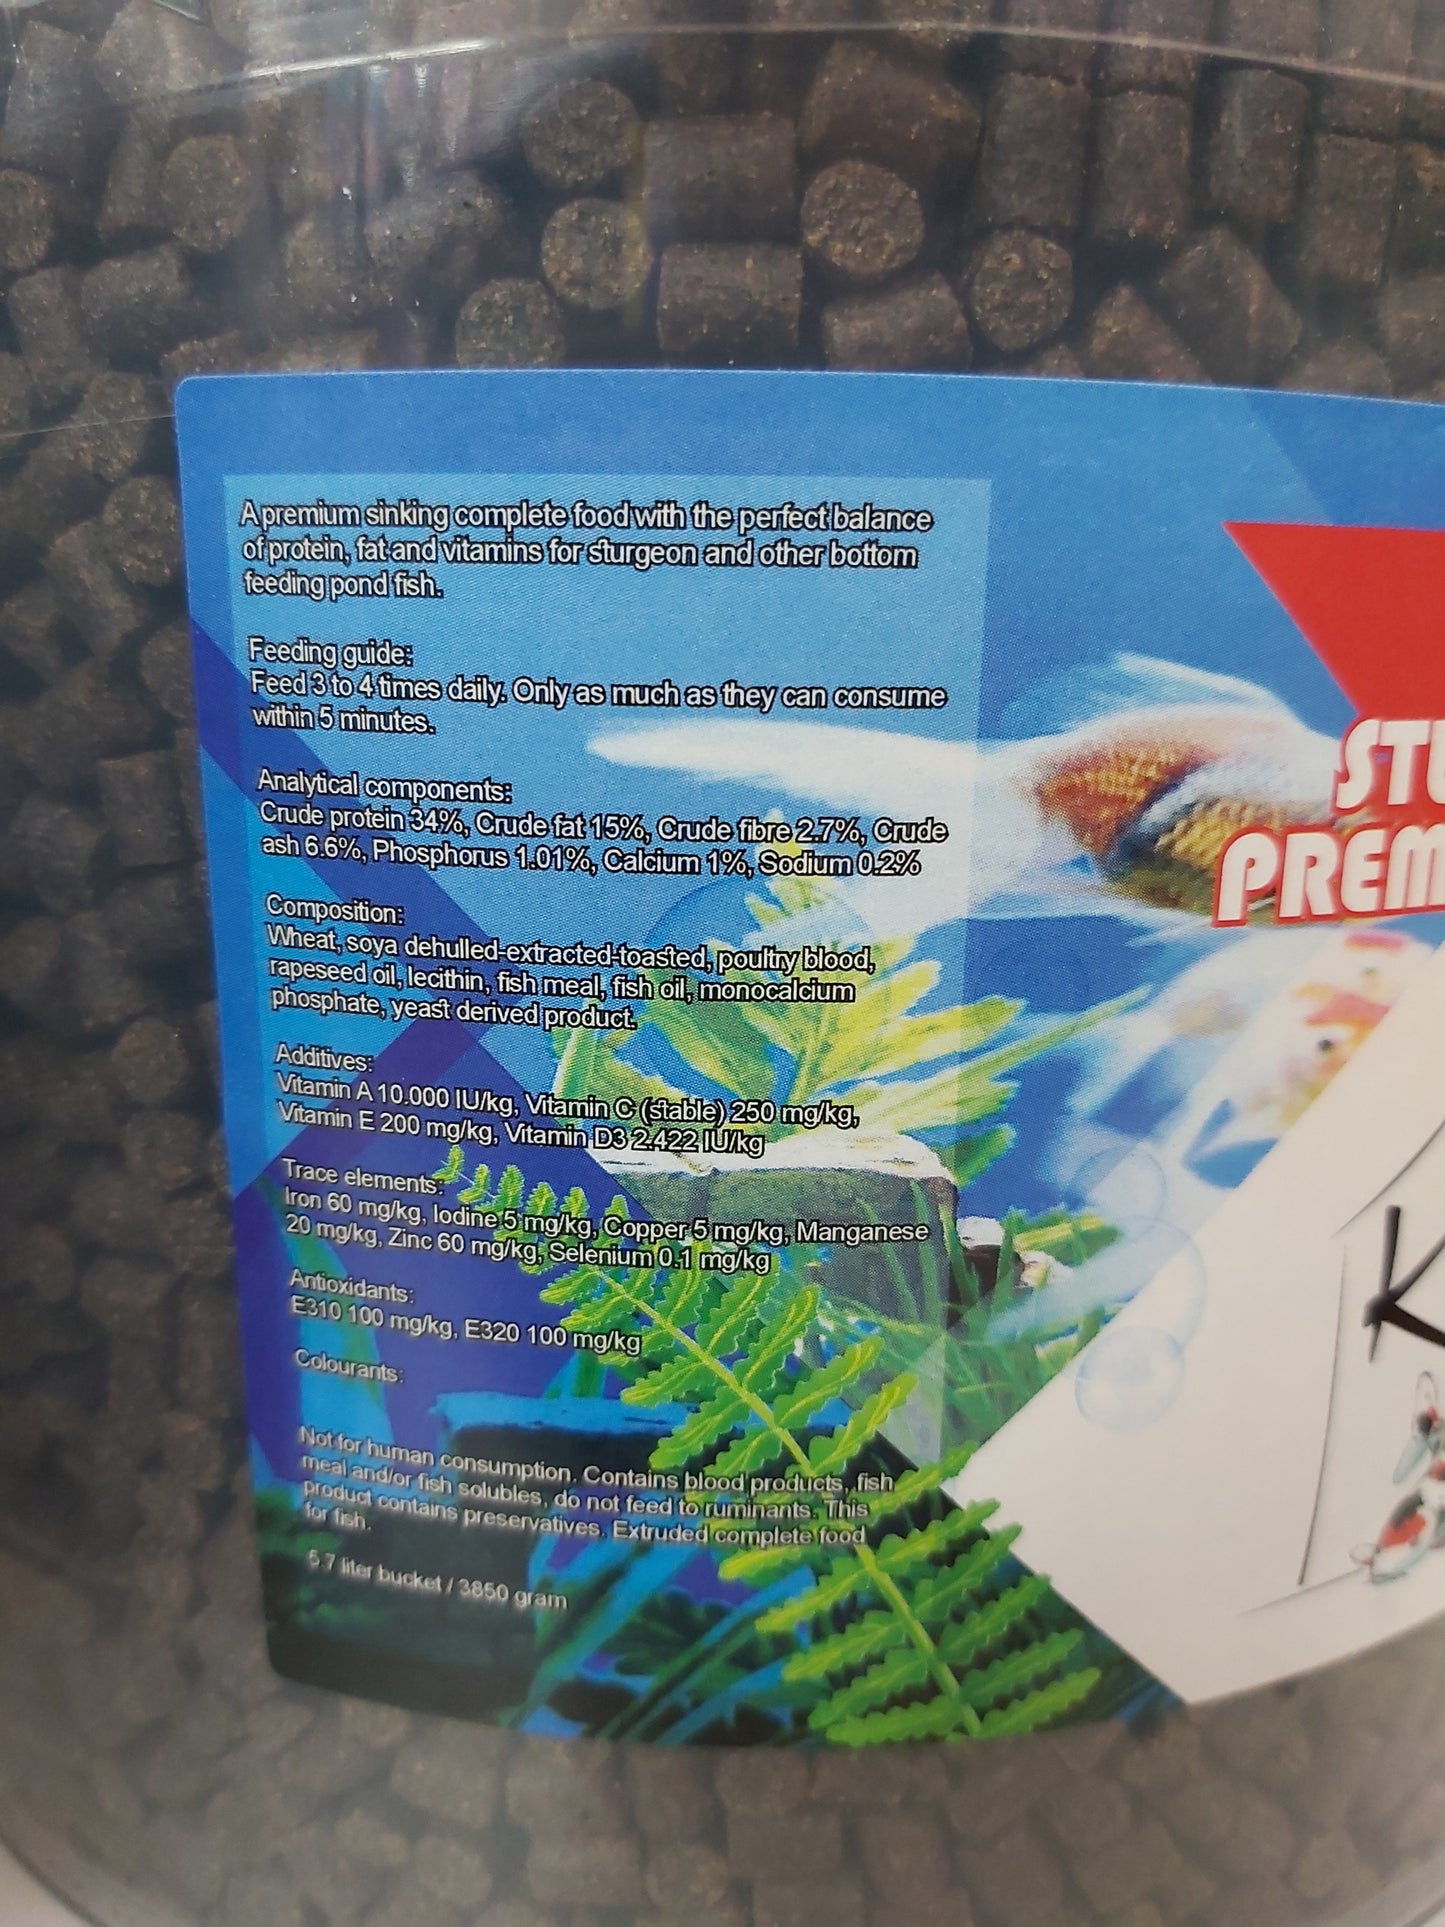 A premium sinking complete food with the perfect balance
of protein, fat and vitamins for sturgeon and other bottom
feeding pond fish.
Feeding guide:
Feed 3 to 4 times daily. Only as much as they can consume
within 5 minutes.
Analytical components:
Crude protein 34%, Crude fat 15%, Crude fibre 2.7%, Crude
ash 6.6%, Phosphorus 1.01%, Calcium 1%, Sodium 0.2%
Composition:
Wheat, soya dehulled-extracted-toasted, poultry blood,
rapeseed oil, lecithin, fish meal, fish oil, monocalcium
phosphate, yeast derived product.
Additives:
Vitamin A 10.000 IU/kg, Vitamin C (stable) 250 mg/kg,
Vitamin E 200 mg/kg, Vitamin D3 2.422 IU/kg
Trace elements:
Iron 60 mg/kg, Iodine 5 mg/kg, Copper 5 mg/kg, Manganese
20 mg/kg, Zinc 60 mg/kg, Selenium 0.1 mg/kg
Antioxidants:
E310 100 mg/kg, E320 100 mg/kg
Colourants:
Not for human consumption. Contains blood products, fish
meal and/or fish solubles, do not feed to ruminants. This
product contains preservatives. Extruded complete food
for fish.
5.7 liter bucket / 3850 gram
STU
PREM
K